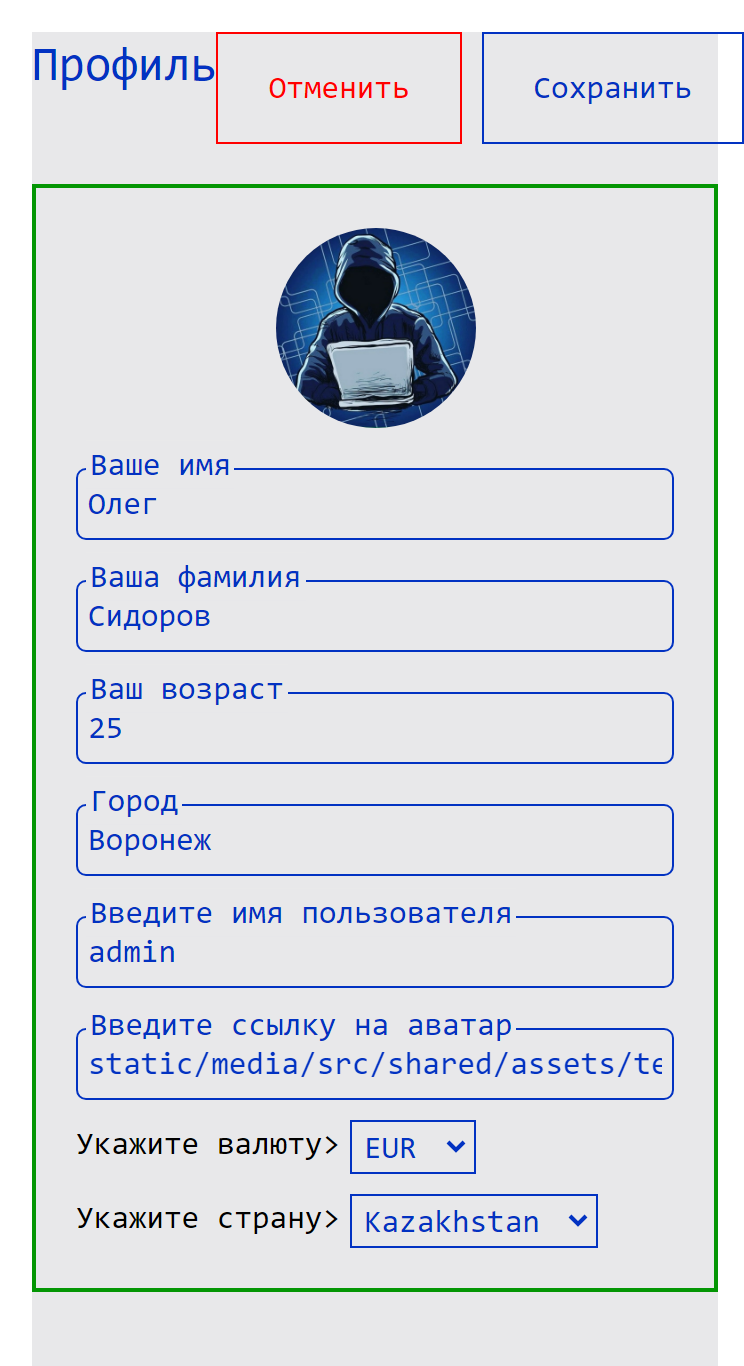 Профиль Отменить Сохранить
Ваше имя
Олег
Ваша фамилия
Сидоров
Ваш возраст
25
Город
Воронеж
Введите имя пользователя
admin
Введите ссылку на аватар
static/media/src/shared/assets/te
Укажите валюту> EUR
Укажите страну> Kazakhstan